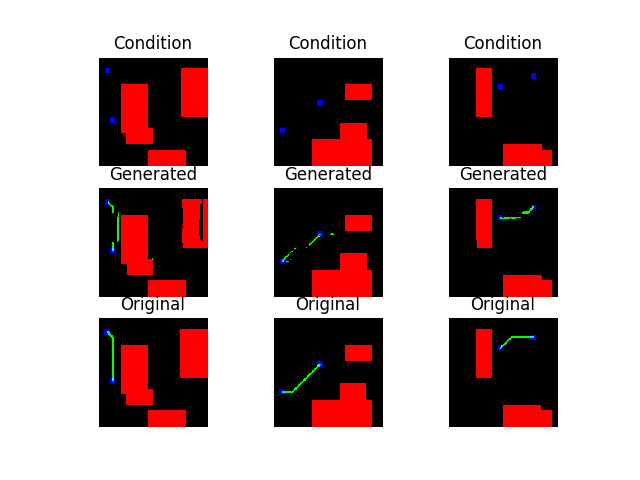 Condition Condition Condition
Generated Generated Generated
Original Original Original